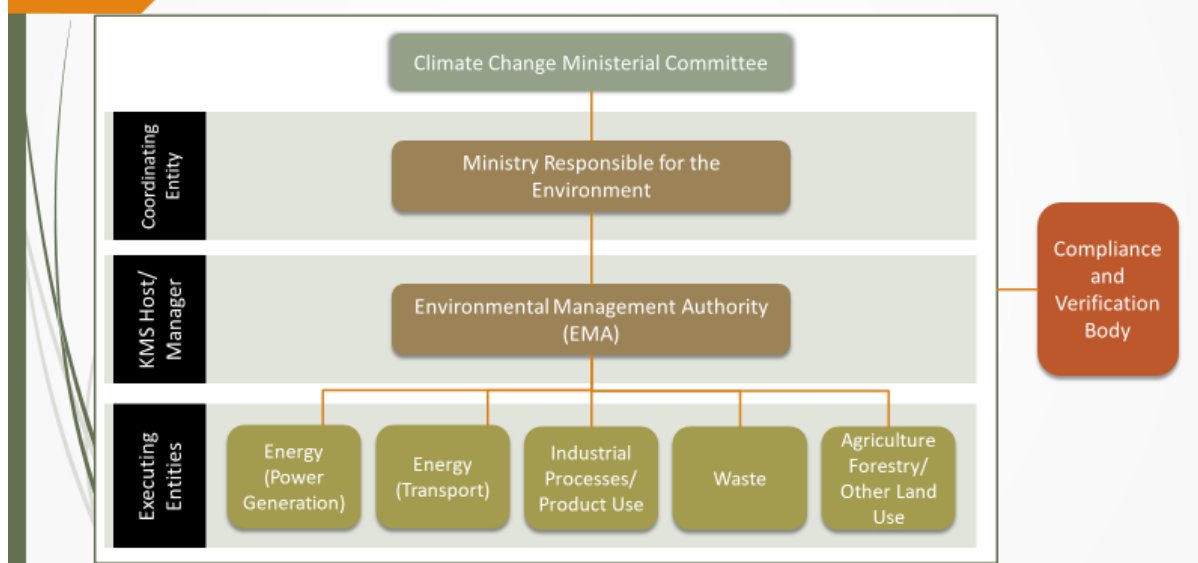 Climate Change Ministerial Committee
Coordinating
Entity
Ministry Responsible for the
Environment
KMS Host/
Manager
Environmental Management Authority
(EMA)
Compliance
and
Verification
Body
Executing
Entities
Energy
(Power
Generation)
Energy
(Transport)
Industrial
Processes/
Product Use
Waste
Agriculture
Forestry/
Other Land
Use